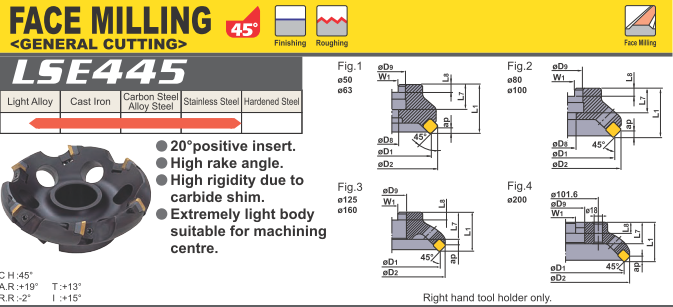 FACE MILLING
<GENERAL CUTTING>
45°
Finishing
Roughing
Face Milling
LSE445
Light Alloy
Cast Iron
Carbon Steel
Alloy Steel
Stainless Steel
Hardened Steel
● 20°positive insert.
● High rake angle.
● High rigidity due to
carbide shim.
● Extremely light body
suitable for machining
centre.
C H :45°
A.R :+19° T :+13°
R.R :-2° I :+15°
Fig.1
ø50
ø63
øD9
W1
L8
L7
L1
ap
45°
øD8
øD1
øD2
Fig.2
ø80
ø100
øD9
W1
L8
L7
L1
ap
45°
øD8
øD1
øD2
Fig.3
ø125
ø160
øD9
W1
L8
L7
L1
ap
45°
øD1
øD2
Fig.4
ø200
ø101.6
øD9
ø18
W1
L8
L7
L1
ap
45°
øD1
øD2
Right hand tool holder only.